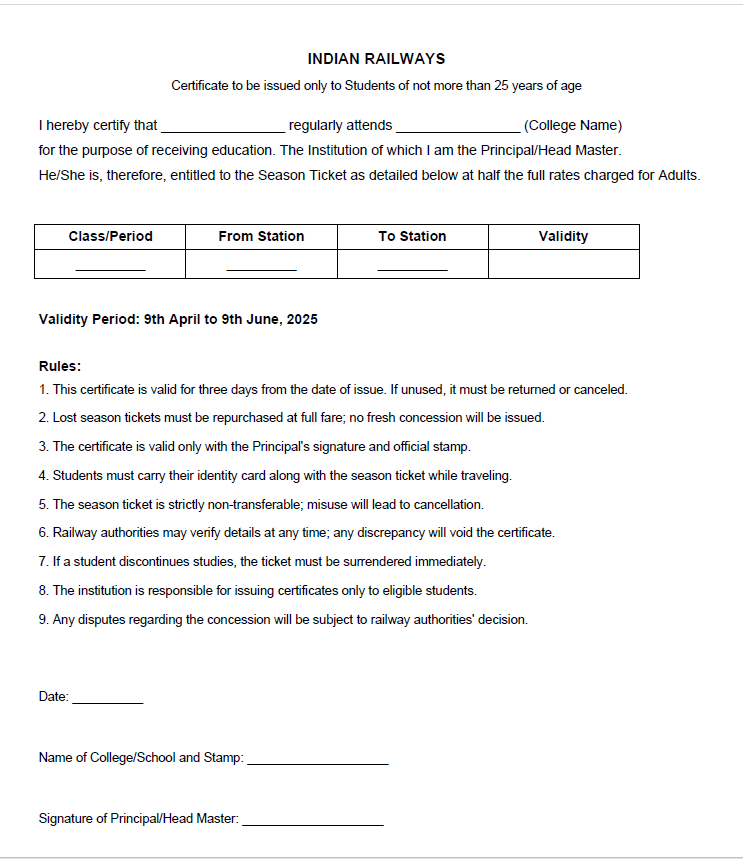 INDIAN RAILWAYS
Certificate to be issued only to Students of not more than 25 years of age
I hereby certify that ________________ regularly attends ________________ (College Name)
for the purpose of receiving education. The Institution of which I am the Principal/Head Master.
He/She is, therefore, entitled to the Season Ticket as detailed below at half the full rates charged for Adults.
Class/Period From Station To Station Validity
__________ __________ __________
Validity Period: 9th April to 9th June, 2025
Rules:
1. This certificate is valid for three days from the date of issue. If unused, it must be returned or canceled.
2. Lost season tickets must be repurchased at full fare; no fresh concession will be issued.
3. The certificate is valid only with the Principal's signature and official stamp.
4. Students must carry their identity card along with the season ticket while traveling.
5. The season ticket is strictly non-transferable; misuse will lead to cancellation.
6. Railway authorities may verify details at any time; any discrepancy will void the certificate.
7. If a student discontinues studies, the ticket must be surrendered immediately.
8. The institution is responsible for issuing certificates only to eligible students.
9. Any disputes regarding the concession will be subject to railway authorities' decision.
Date: __________
Name of College/School and Stamp: ____________________
Signature of Principal/Head Master: ____________________